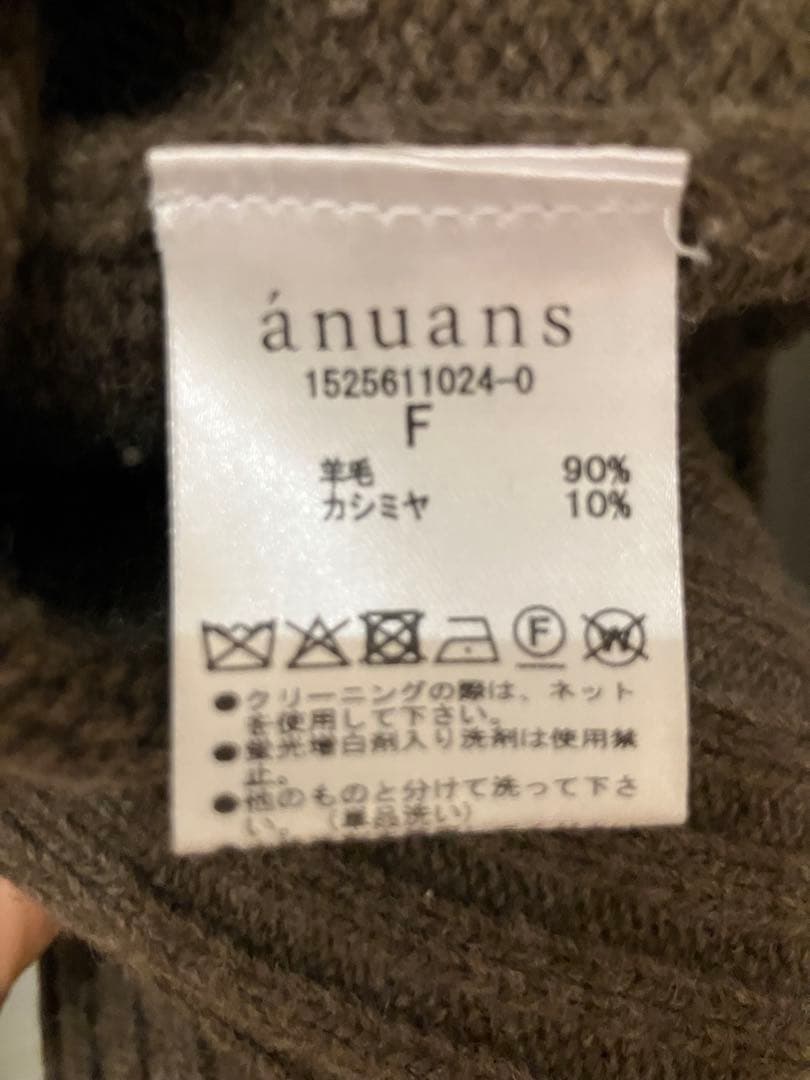 ánuans
1525611024-0
F
羊毛 90%
カシミヤ 10%
F W
●クリーニングの際は、ネット
を使用して下さい。
●蛍光増白剤入り洗剤は使用禁
止。
●他のものと分けて洗って下さ
い。（単品洗い）